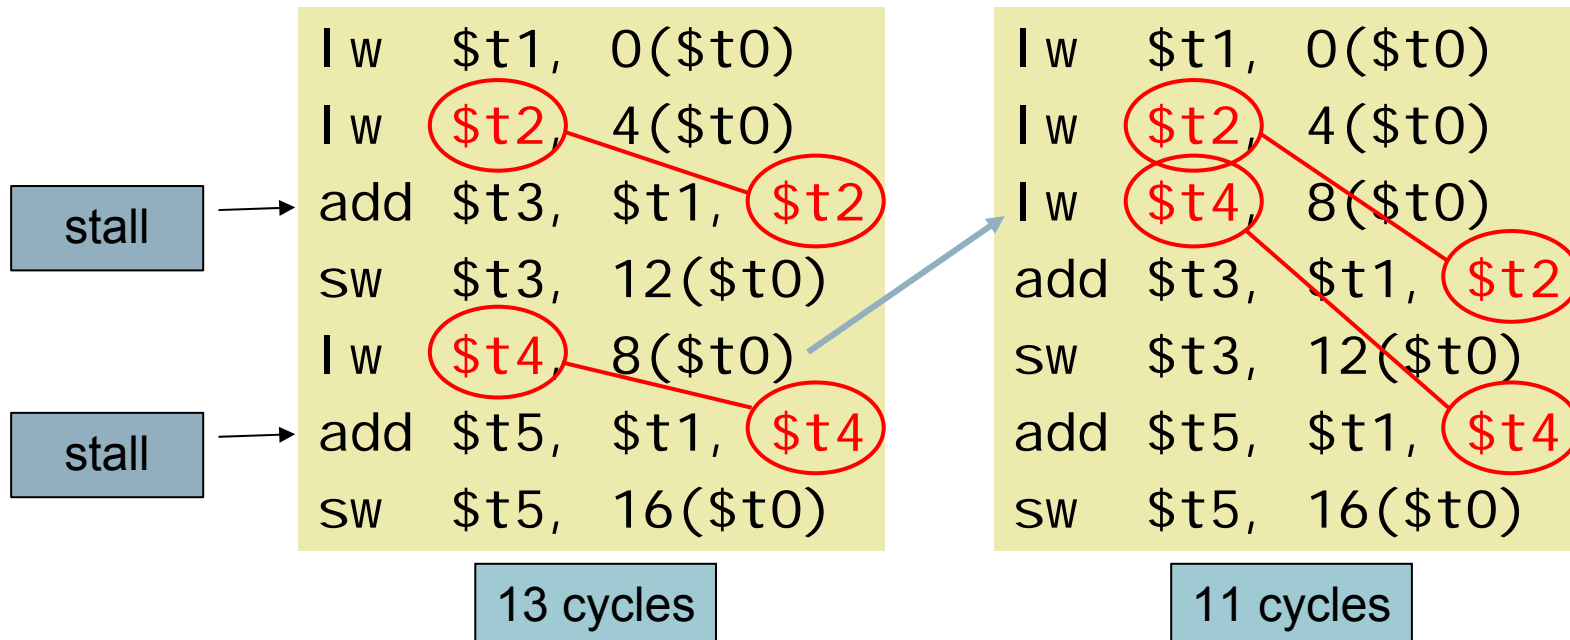 lw $t1, 0($t0)
lw $t2, 4($t0)
stall
add $t3, $t1, $t2
sw $t3, 12($t0)
lw $t4, 8($t0)
stall
add $t5, $t1, $t4
sw $t5, 16($t0)
13 cycles
lw $t1, 0($t0)
lw $t2, 4($t0)
lw $t4, 8($t0)
add $t3, $t1, $t2
sw $t3, 12($t0)
add $t5, $t1, $t4
sw $t5, 16($t0)
11 cycles